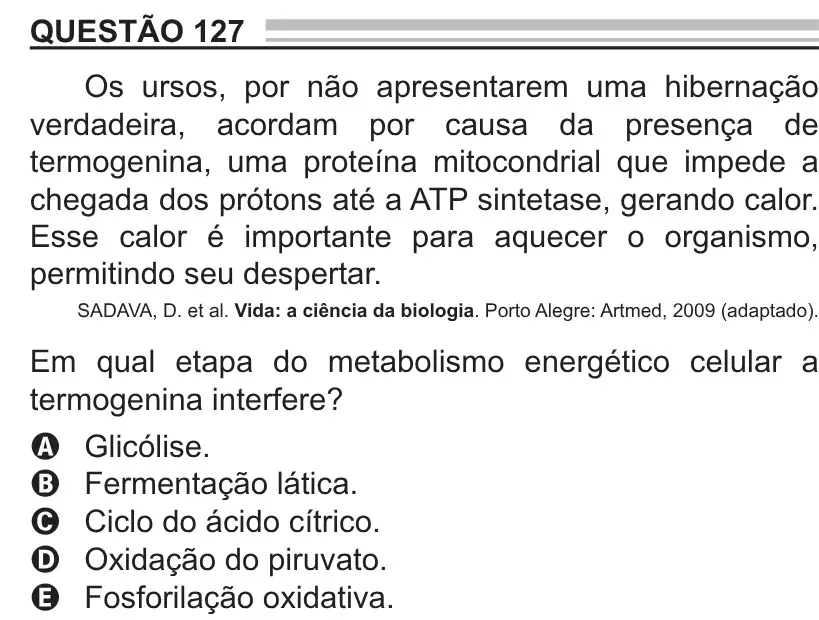 QUESTÃO 127
Os ursos, por não apresentarem uma hibernação
verdadeira, acordam por causa da presença de
termogenina, uma proteína mitocondrial que impede a
chegada dos prótons até a ATP sintetase, gerando calor.
Esse calor é importante para aquecer o organismo,
permitindo seu despertar.
SADAVA, D. et al. Vida: a ciência da biologia. Porto Alegre: Artmed, 2009 (adaptado).
Em qual etapa do metabolismo energético celular a
termogenina interfere?
A Glicólise.
B Fermentação lática.
C Ciclo do ácido cítrico.
D Oxidação do piruvato.
E Fosforilação oxidativa.